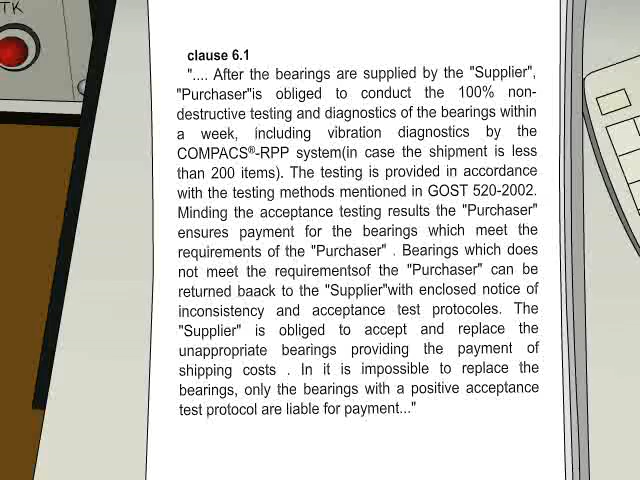 TK
clause 6.1
".... After the bearings are supplied by the "Supplier",
"Purchaser"is obliged to conduct the 100% non-
destructive testing and diagnostics of the bearings within
a week, including vibration diagnostics by the
COMPACS®-RPP system(in case the shipment is less
than 200 items). The testing is provided in accordance
with the testing methods mentioned in GOST 520-2002.
Minding the acceptance testing results the "Purchaser"
ensures payment for the bearings which meet the
requirements of the "Purchaser" . Bearings which does
not meet the requirementsof the "Purchaser" can be
returned baack to the "Supplier"with enclosed notice of
inconsistency and acceptance test protocoles. The
"Supplier" is obliged to accept and replace the
unappropriate bearings providing the payment of
shipping costs . In it is impossible to replace the
bearings, only the bearings with a positive acceptance
test protocol are liable for payment..."